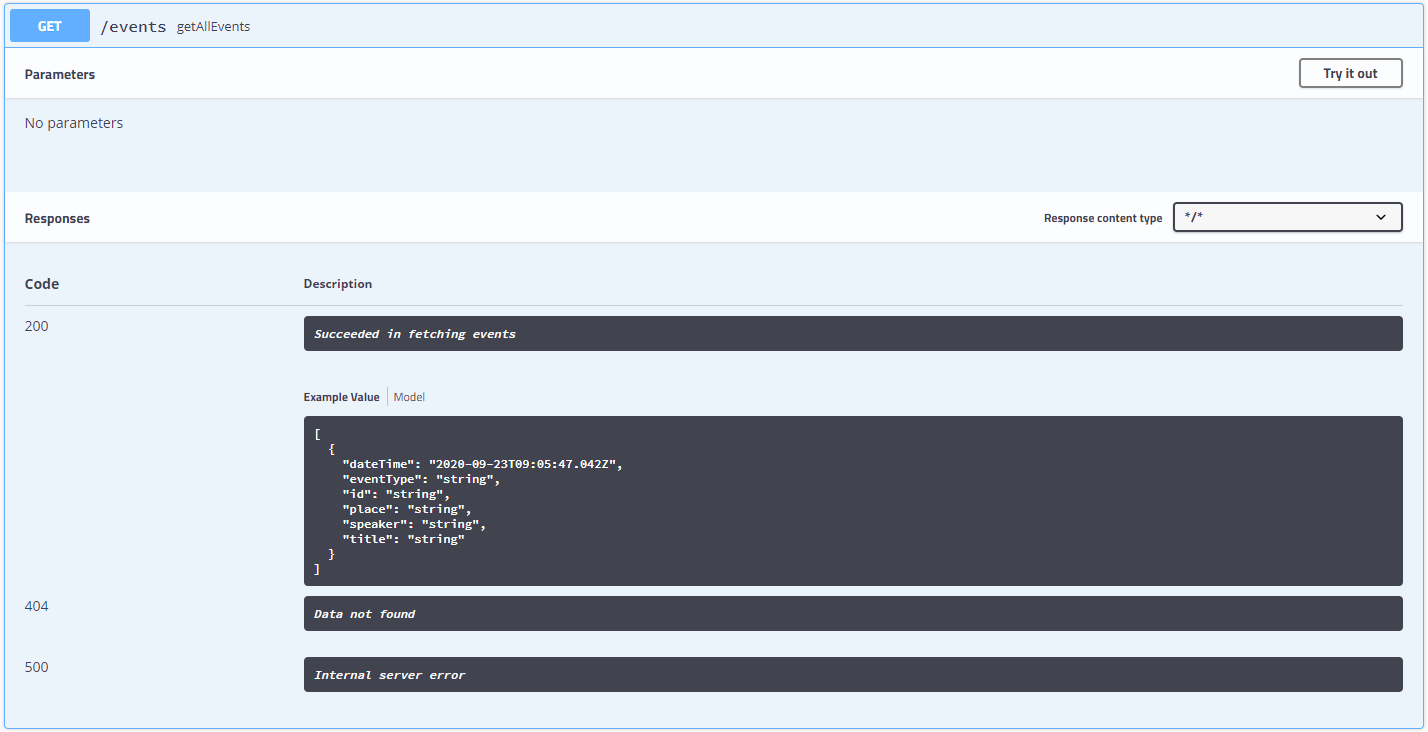 GET /events getAllEvents
Parameters Try it out
No parameters
Responses Response content type */*
Code Description
200 Succeeded in fetching events
Example Value Model
[
  {
    "dateTime": "2020-09-23T09:05:47.042Z",
    "eventType": "string",
    "id": "string",
    "place": "string",
    "speaker": "string",
    "title": "string"
  }
]
404 Data not found
500 Internal server error